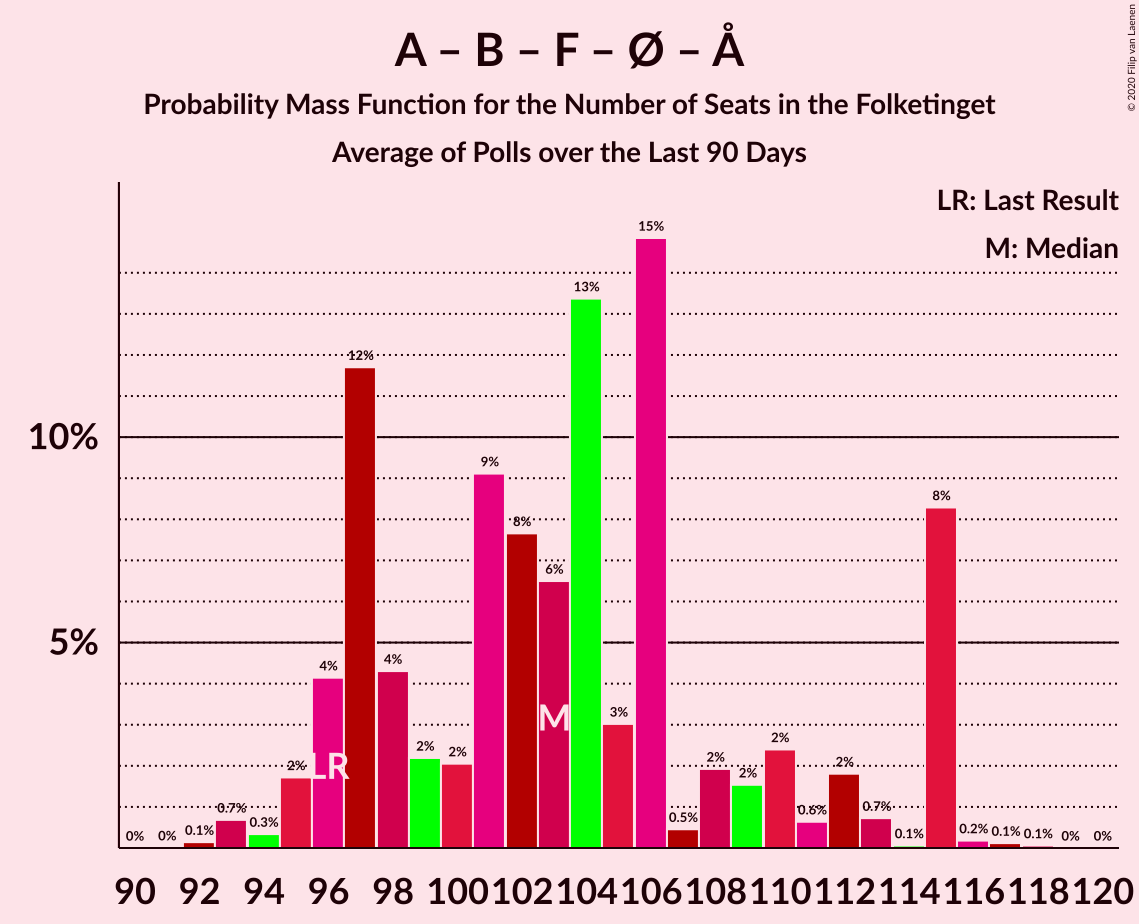 A – B – F – Ø – Å
Probability Mass Function for the Number of Seats in the Folketinget
Average of Polls over the Last 90 Days
© 2020 Filip van Laenen
LR: Last Result
M: Median
10%
5%
0% 0% 0.1% 0.7% 0.3% 2% 4% 12% 4% 2% 2% 9% 8% 6% 13% 3% 15% 0.5% 2% 2% 2% 0.6% 2% 0.7% 0.1% 8% 0.2% 0.1% 0.1% 0% 0%
LR
M
90 92 94 96 98 100 102 104 106 108 110 112 114 116 118 120